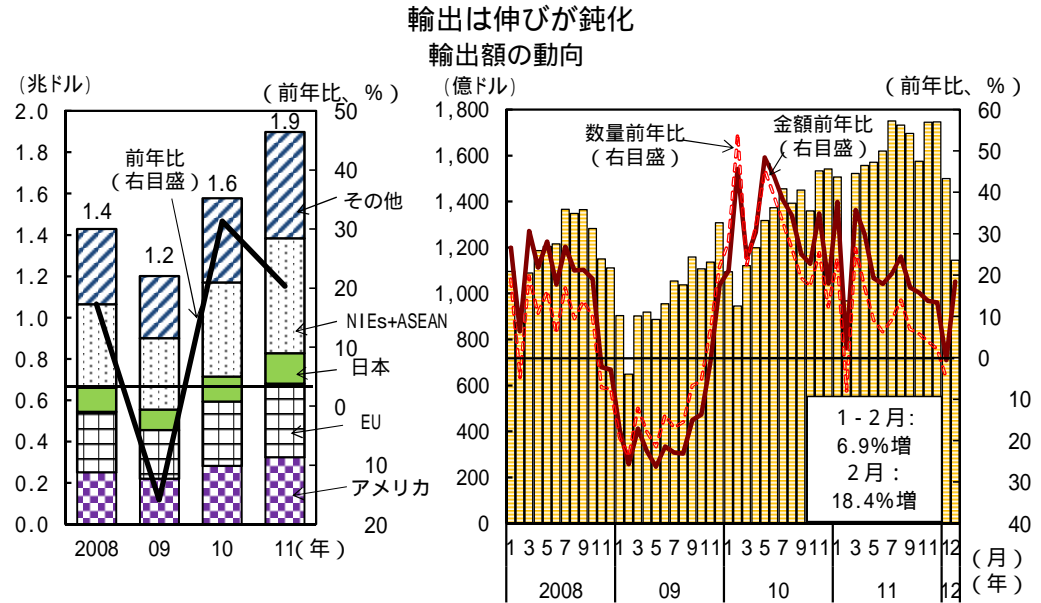 輸出は伸びが鈍化
輸出額の動向
(兆ドル)
(前年比、%)
2.0
1.8
1.6
1.4
1.2
1.0
0.8
0.6
0.4
0.2
0.0
50
40
30
20
10
0
10
20
1.4
1.2
1.6
1.9
前年比
(右目盛)
その他
NIEs+ASEAN
日本
EU
アメリカ
2008 09 10 11(年)
(億ドル)
(前年比、%)
1,800
1,600
1,400
1,200
1,000
800
600
400
200
0
60
50
40
30
20
10
0
10
20
30
40
数量前年比
(右目盛)
金額前年比
(右目盛)
1-2月:
6.9%増
2月:
18.4%増
1 3 5 7 9 11 1 3 5 7 9 11 1 3 5 7 9 11 1 3 5 7 9 11 1 2
(月)
2008 09 10 11 12
(年)